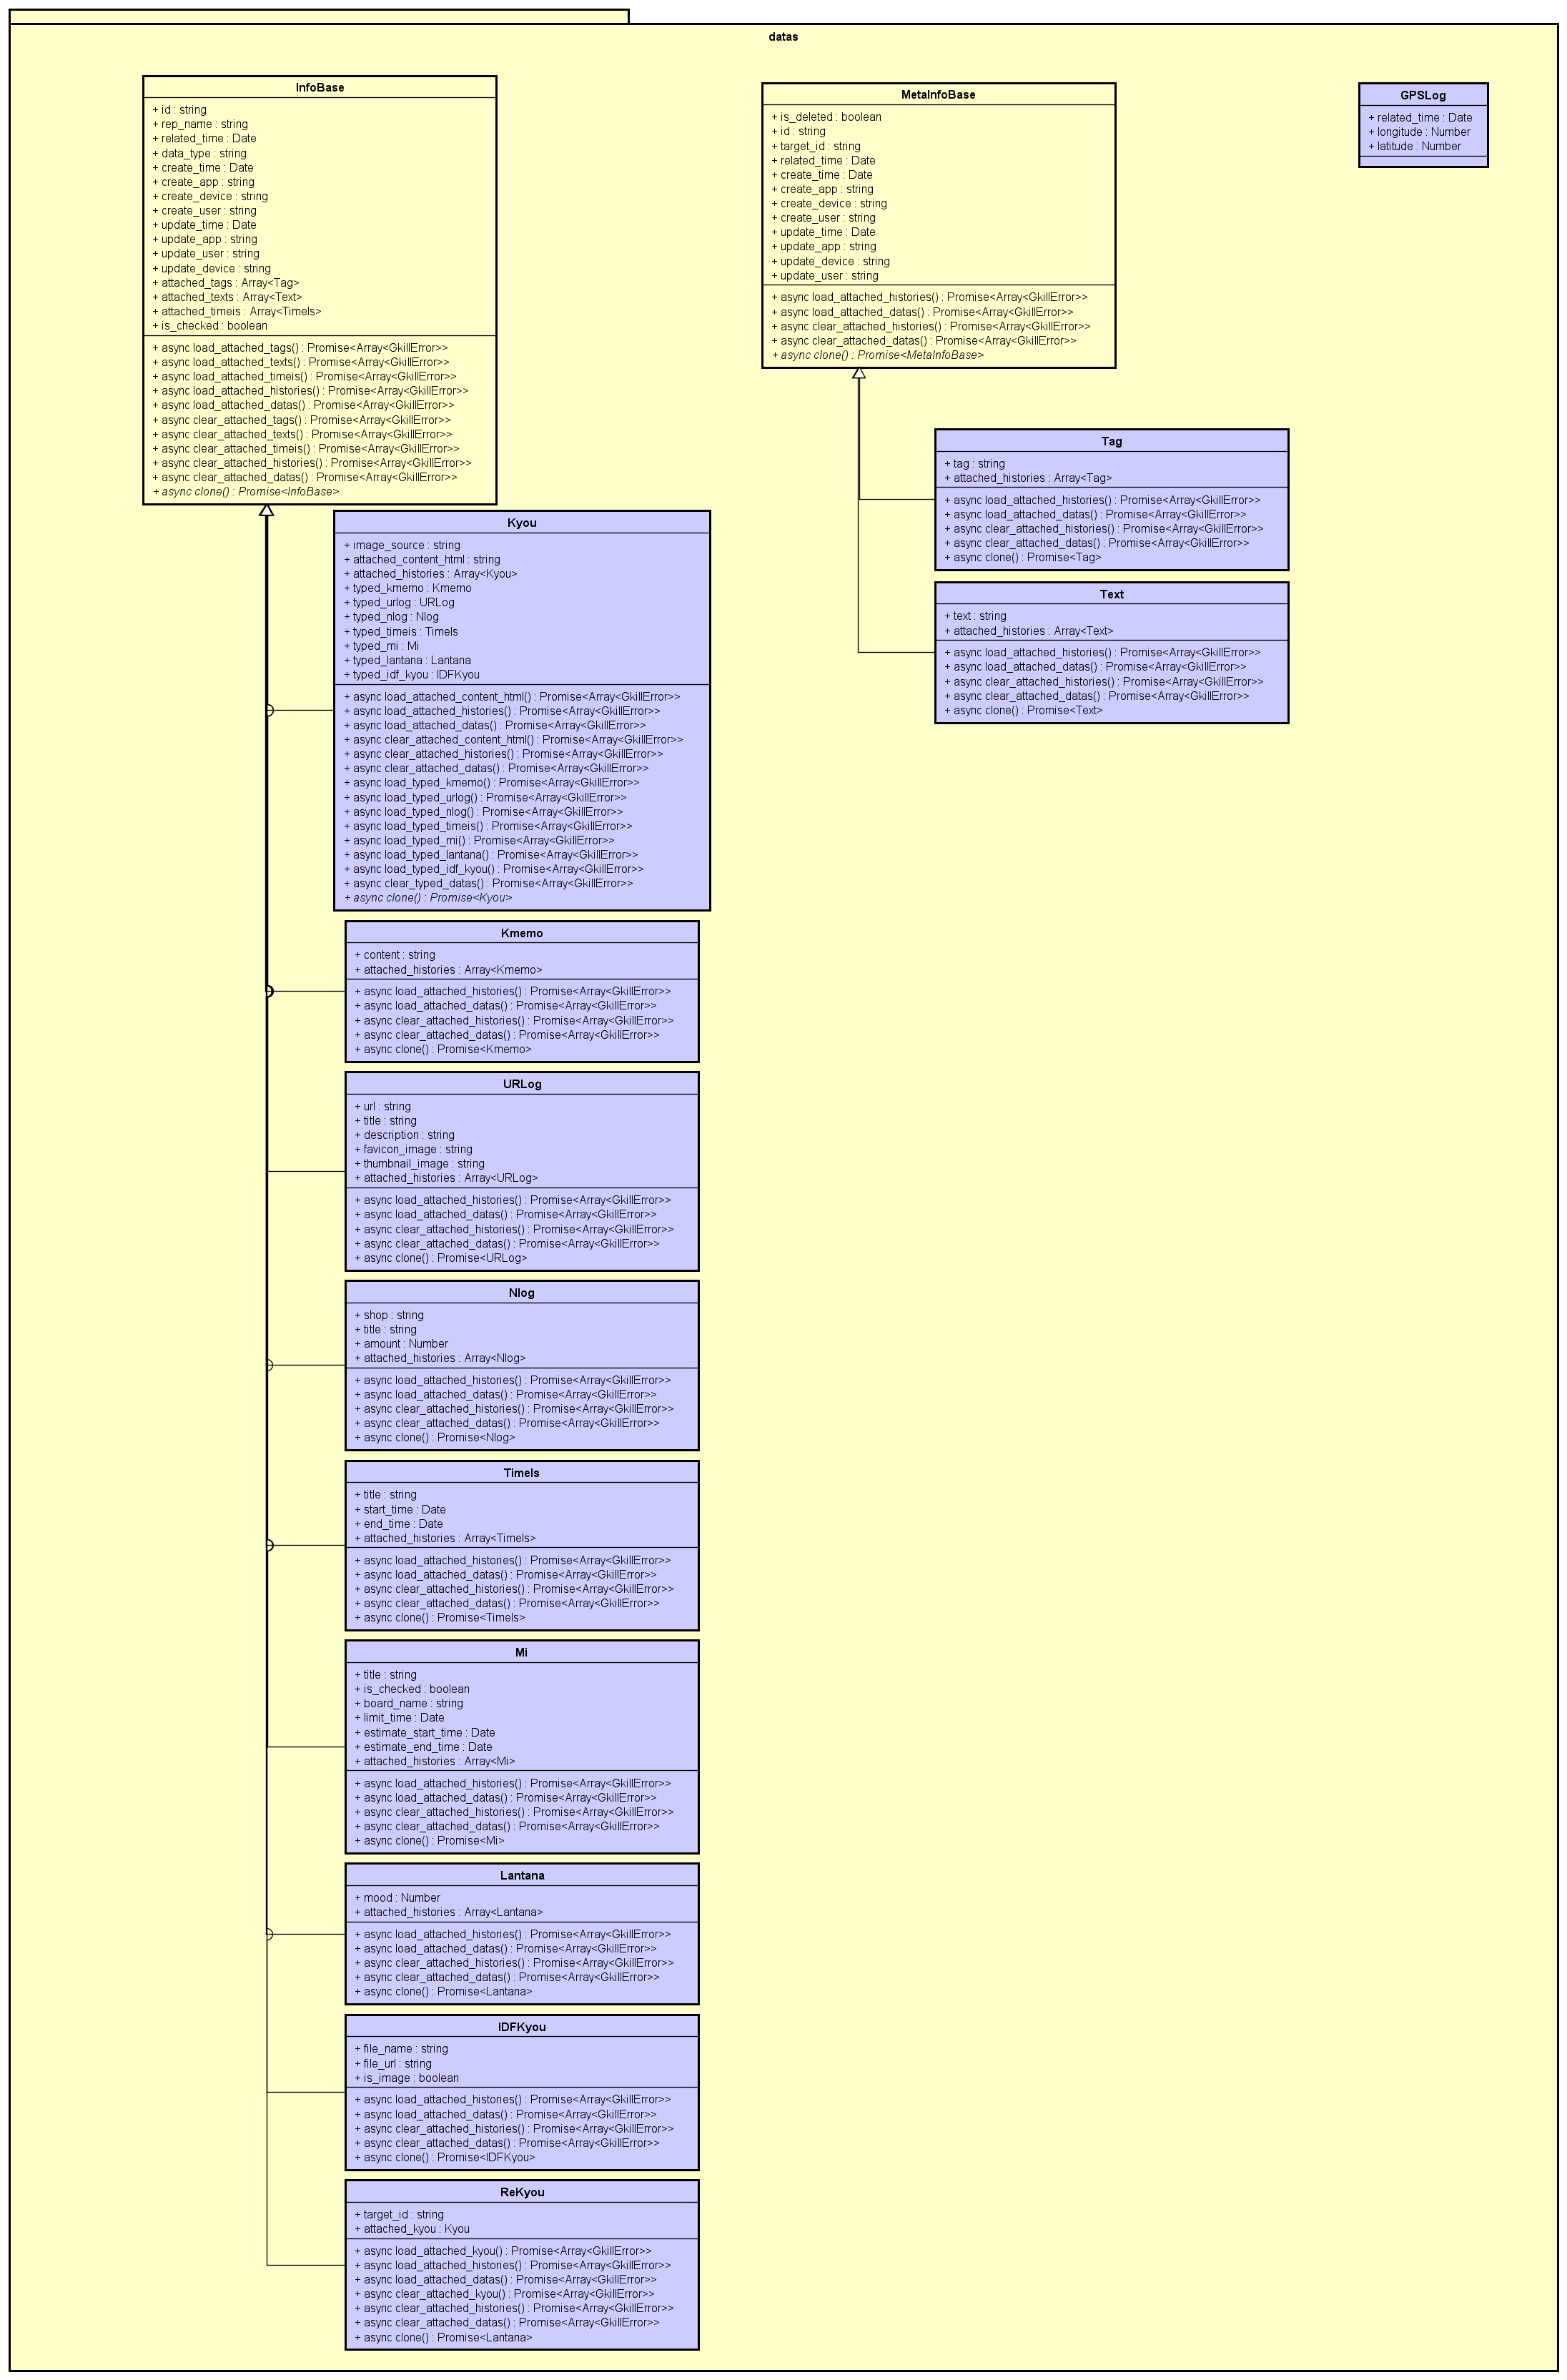 datas
InfoBase
+ id : string
+ rep_name : string
+ related_time : Date
+ data_type : string
+ create_time : Date
+ create_app : string
+ create_device : string
+ create_user : string
+ update_time : Date
+ update_app : string
+ update_user : string
+ update_device : string
+ attached_tags : Array<Tag>
+ attached_texts : Array<Text>
+ attached_timeis : Array<TimeIs>
+ is_checked : boolean
+ async load_attached_tags() : Promise<Array<GkillError>>
+ async load_attached_texts() : Promise<Array<GkillError>>
+ async load_attached_timeis() : Promise<Array<GkillError>>
+ async load_attached_histories() : Promise<Array<GkillError>>
+ async load_attached_datas() : Promise<Array<GkillError>>
+ async clear_attached_tags() : Promise<Array<GkillError>>
+ async clear_attached_texts() : Promise<Array<GkillError>>
+ async clear_attached_timeis() : Promise<Array<GkillError>>
+ async clear_attached_histories() : Promise<Array<GkillError>>
+ async clear_attached_datas() : Promise<Array<GkillError>>
+ async clone() : Promise<InfoBase>
MetaInfoBase
+ is_deleted : boolean
+ id : string
+ target_id : string
+ related_time : Date
+ create_time : Date
+ create_app : string
+ create_device : string
+ create_user : string
+ update_time : Date
+ update_app : string
+ update_device : string
+ update_user : string
+ async load_attached_histories() : Promise<Array<GkillError>>
+ async load_attached_datas() : Promise<Array<GkillError>>
+ async clear_attached_histories() : Promise<Array<GkillError>>
+ async clear_attached_datas() : Promise<Array<GkillError>>
+ async clone() : Promise<MetaInfoBase>
GPSLog
+ related_time : Date
+ longitude : Number
+ latitude : Number
Tag
+ tag : string
+ attached_histories : Array<Tag>
+ async load_attached_histories() : Promise<Array<GkillError>>
+ async load_attached_datas() : Promise<Array<GkillError>>
+ async clear_attached_histories() : Promise<Array<GkillError>>
+ async clear_attached_datas() : Promise<Array<GkillError>>
+ async clone() : Promise<Tag>
Text
+ text : string
+ attached_histories : Array<Text>
+ async load_attached_histories() : Promise<Array<GkillError>>
+ async load_attached_datas() : Promise<Array<GkillError>>
+ async clear_attached_histories() : Promise<Array<GkillError>>
+ async clear_attached_datas() : Promise<Array<GkillError>>
+ async clone() : Promise<Text>
Kyou
+ image_source : string
+ attached_content_html : string
+ attached_histories : Array<Kyou>
+ typed_kmemo : Kmemo
+ typed_urlog : URLog
+ typed_nlog : Nlog
+ typed_timeis : TimeIs
+ typed_mi : Mi
+ typed_lantana : Lantana
+ typed_idf_kyou : IDFKyou
+ async load_attached_content_html() : Promise<Array<GkillError>>
+ async load_attached_histories() : Promise<Array<GkillError>>
+ async load_attached_datas() : Promise<Array<GkillError>>
+ async clear_attached_content_html() : Promise<Array<GkillError>>
+ async clear_attached_histories() : Promise<Array<GkillError>>
+ async clear_attached_datas() : Promise<Array<GkillError>>
+ async load_typed_kmemo() : Promise<Array<GkillError>>
+ async load_typed_urlog() : Promise<Array<GkillError>>
+ async load_typed_nlog() : Promise<Array<GkillError>>
+ async load_typed_timeis() : Promise<Array<GkillError>>
+ async load_typed_mi() : Promise<Array<GkillError>>
+ async load_typed_lantana() : Promise<Array<GkillError>>
+ async load_typed_idf_kyou() : Promise<Array<GkillError>>
+ async clear_typed_datas() : Promise<Array<GkillError>>
+ async clone() : Promise<Kyou>
Kmemo
+ content : string
+ attached_histories : Array<Kmemo>
+ async load_attached_histories() : Promise<Array<GkillError>>
+ async load_attached_datas() : Promise<Array<GkillError>>
+ async clear_attached_histories() : Promise<Array<GkillError>>
+ async clear_attached_datas() : Promise<Array<GkillError>>
+ async clone() : Promise<Kmemo>
URLog
+ url : string
+ title : string
+ description : string
+ favicon_image : string
+ thumbnail_image : string
+ attached_histories : Array<URLog>
+ async load_attached_histories() : Promise<Array<GkillError>>
+ async load_attached_datas() : Promise<Array<GkillError>>
+ async clear_attached_histories() : Promise<Array<GkillError>>
+ async clear_attached_datas() : Promise<Array<GkillError>>
+ async clone() : Promise<URLog>
Nlog
+ shop : string
+ title : string
+ amount : Number
+ attached_histories : Array<Nlog>
+ async load_attached_histories() : Promise<Array<GkillError>>
+ async load_attached_datas() : Promise<Array<GkillError>>
+ async clear_attached_histories() : Promise<Array<GkillError>>
+ async clear_attached_datas() : Promise<Array<GkillError>>
+ async clone() : Promise<Nlog>
TimeIs
+ title : string
+ start_time : Date
+ end_time : Date
+ attached_histories : Array<TimeIs>
+ async load_attached_histories() : Promise<Array<GkillError>>
+ async load_attached_datas() : Promise<Array<GkillError>>
+ async clear_attached_histories() : Promise<Array<GkillError>>
+ async clear_attached_datas() : Promise<Array<GkillError>>
+ async clone() : Promise<TimeIs>
Mi
+ title : string
+ is_checked : boolean
+ board_name : string
+ limit_time : Date
+ estimate_start_time : Date
+ estimate_end_time : Date
+ attached_histories : Array<Mi>
+ async load_attached_histories() : Promise<Array<GkillError>>
+ async load_attached_datas() : Promise<Array<GkillError>>
+ async clear_attached_histories() : Promise<Array<GkillError>>
+ async clear_attached_datas() : Promise<Array<GkillError>>
+ async clone() : Promise<Mi>
Lantana
+ mood : Number
+ attached_histories : Array<Lantana>
+ async load_attached_histories() : Promise<Array<GkillError>>
+ async load_attached_datas() : Promise<Array<GkillError>>
+ async clear_attached_histories() : Promise<Array<GkillError>>
+ async clear_attached_datas() : Promise<Array<GkillError>>
+ async clone() : Promise<Lantana>
IDFKyou
+ file_name : string
+ file_url : string
+ is_image : boolean
+ async load_attached_histories() : Promise<Array<GkillError>>
+ async load_attached_datas() : Promise<Array<GkillError>>
+ async clear_attached_histories() : Promise<Array<GkillError>>
+ async clear_attached_datas() : Promise<Array<GkillError>>
+ async clone() : Promise<IDFKyou>
ReKyou
+ target_id : string
+ attached_kyou : Kyou
+ async load_attached_kyou() : Promise<Array<GkillError>>
+ async load_attached_histories() : Promise<Array<GkillError>>
+ async load_attached_datas() : Promise<Array<GkillError>>
+ async clear_attached_kyou() : Promise<Array<GkillError>>
+ async clear_attached_histories() : Promise<Array<GkillError>>
+ async clear_attached_datas() : Promise<Array<GkillError>>
+ async clone() : Promise<Lantana>